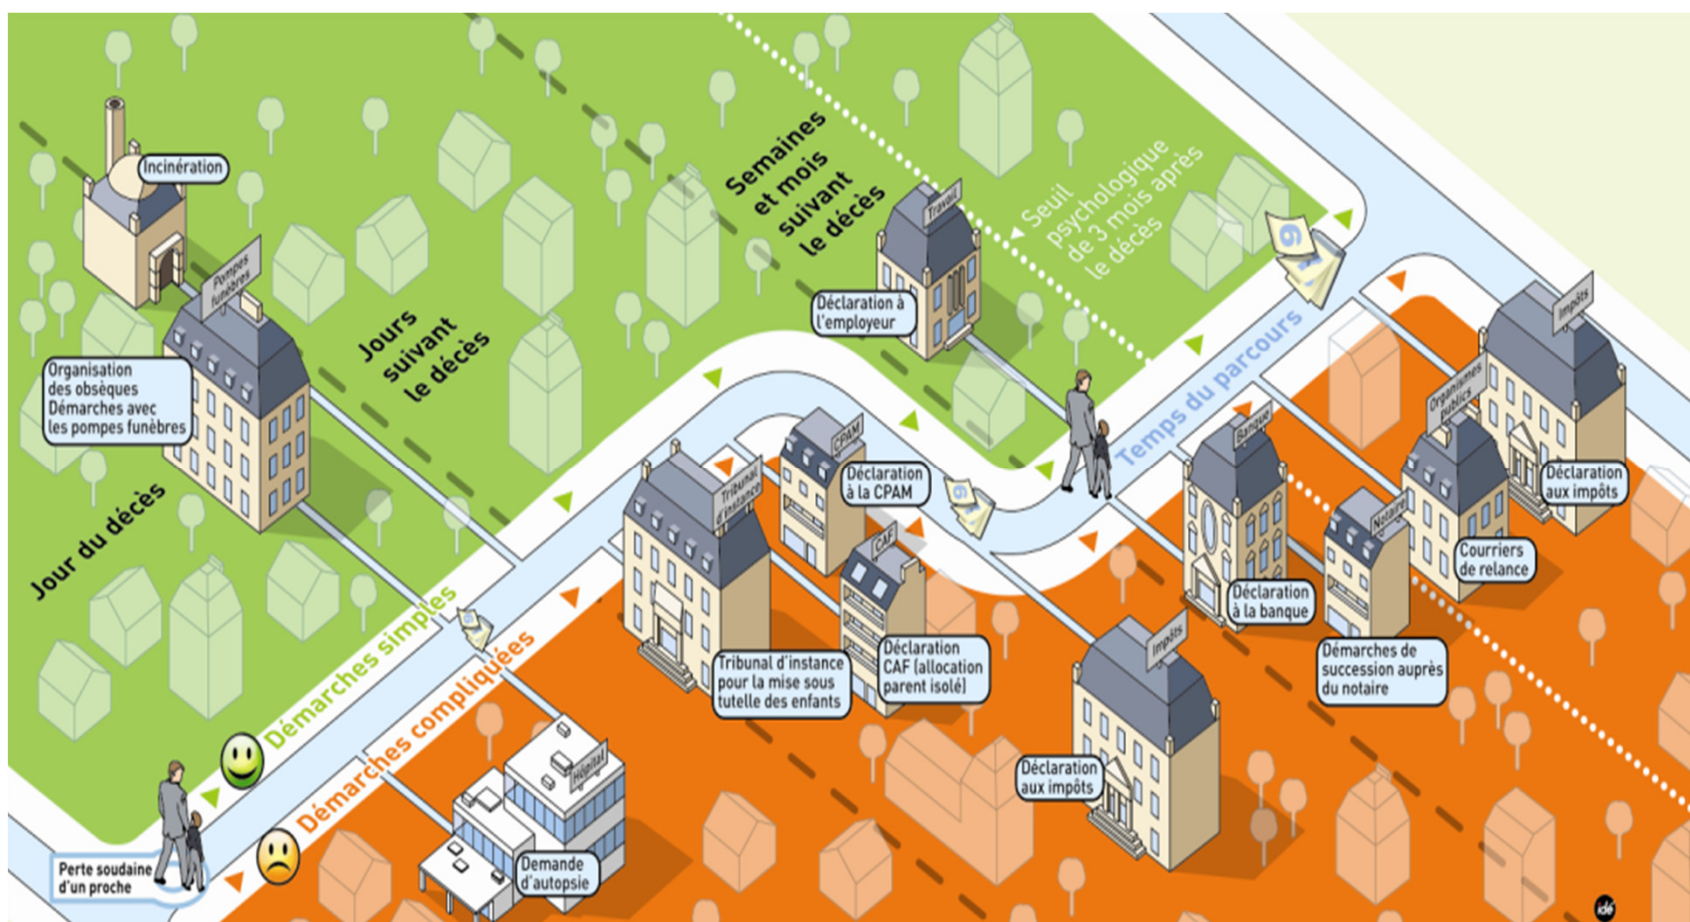 Incinération
Pompes
funèbres
Organisation
des obsèques
Démarches avec
les pompes funèbres
Jour du décès
Jours
suivant
le décès
Semaines
et mois
suivant
le décès
Travail
Déclaration à
l'employeur
Seuil
psychologique
de 3 mois après
le décès
Temps du parcours
Démarches simples
Démarches compliquées
Perte soudaine
d'un proche
Hôpital
Demande
d'autopsie
Tribunal
d'instance
Tribunal d'instance
pour la mise sous
tutelle des enfants
CPAM
Déclaration
à la CPAM
CAF
Déclaration
CAF (allocation
parent isolé)
Impôts
Déclaration
aux impôts
Banque
Déclaration
à la banque
Notaire
Démarches de
succession auprès
du notaire
Organismes
publics
Courriers
de relance
Impôts
Déclaration
aux impôts
idé